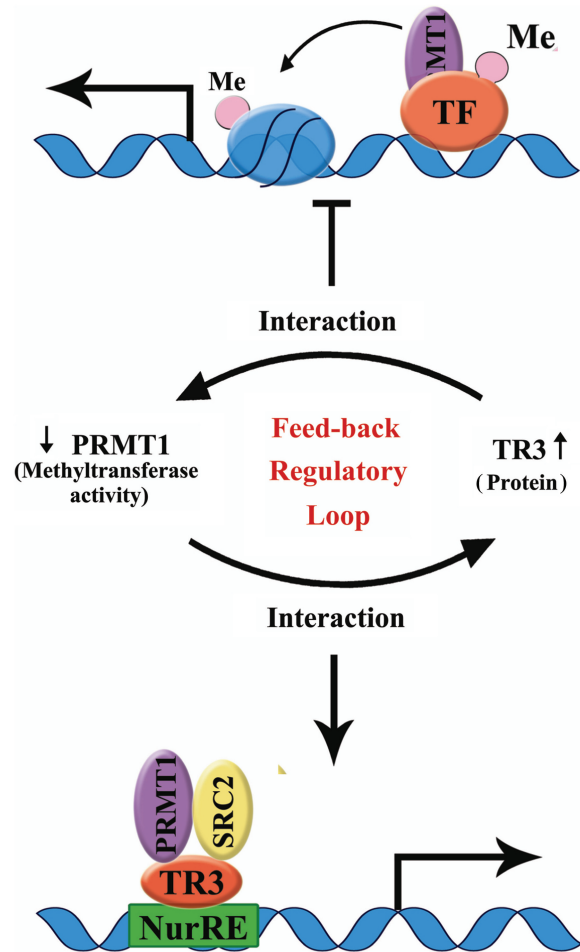 Me
MT1
Me
TF
Interaction
Feed-back
Regulatory
Loop
↓ PRMT1
(Methyltransferase
activity)
TR3 ↑
(Protein)
Interaction
PRMT1
SRC2
TR3
NurRE